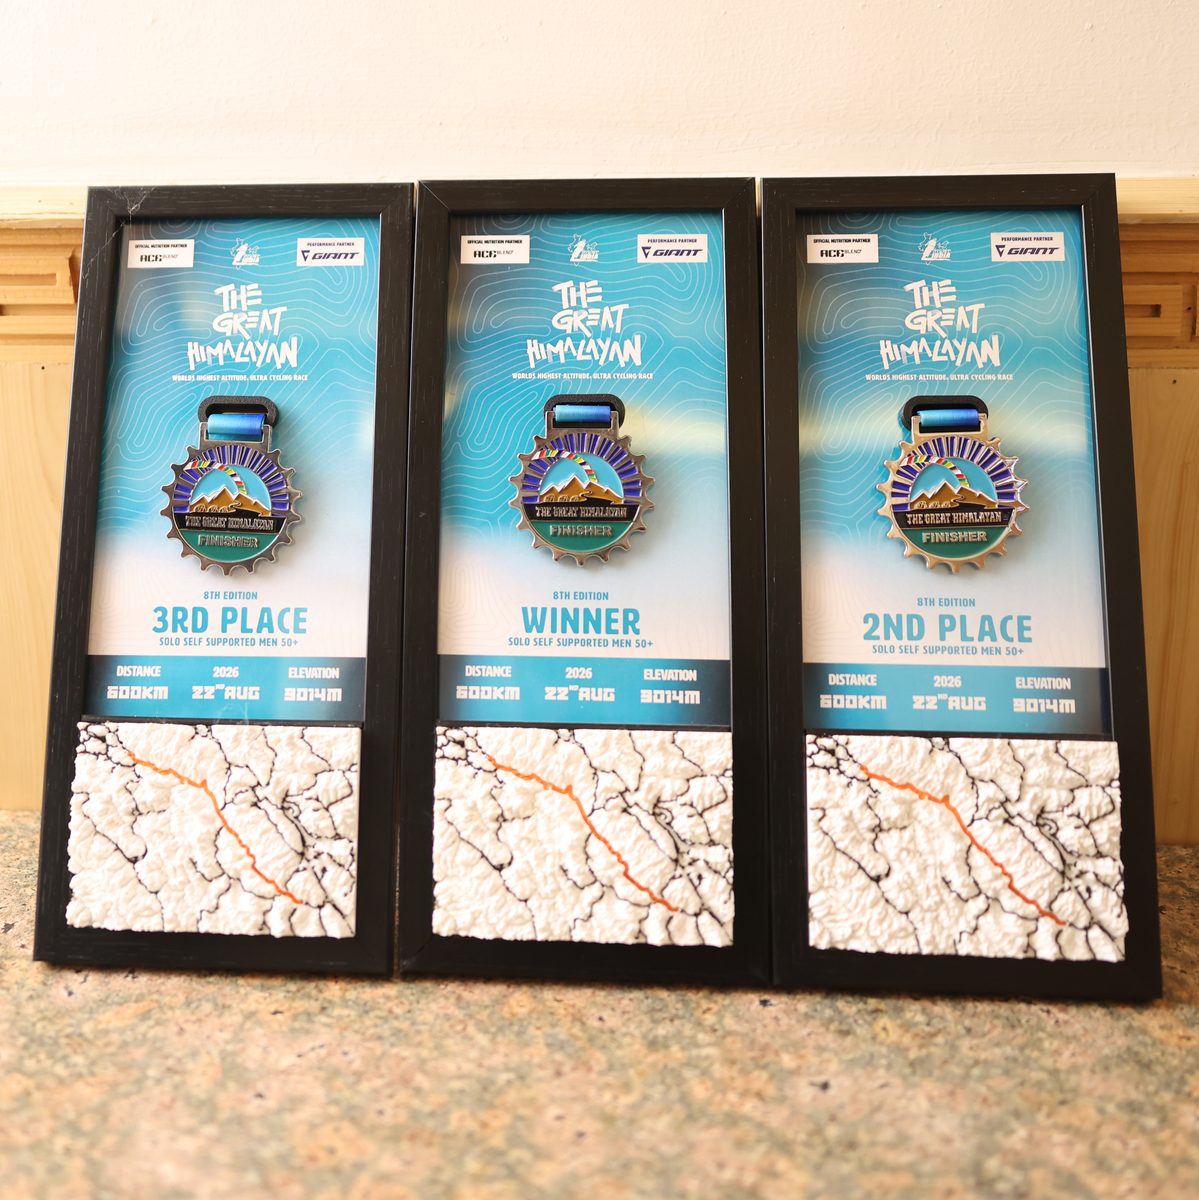 OFFICIAL NUTRITION PARTNER
ACE BLEND
PERFORMANCE PARTNER
GIANT
THE
GREAT
HIMALAYAN
WORLDS HIGHEST ALTITUDE, ULTRA CYCLING RACE
THE GREAT HIMALAYAN
FINISHER
8TH EDITION
3RD PLACE
SOLO SELF SUPPORTED MEN 50+
DISTANCE 2026 ELEVATION
600KM 22ND AUG 9014M
OFFICIAL NUTRITION PARTNER
ACE BLEND
PERFORMANCE PARTNER
GIANT
THE
GREAT
HIMALAYAN
WORLDS HIGHEST ALTITUDE, ULTRA CYCLING RACE
THE GREAT HIMALAYAN
FINISHER
8TH EDITION
WINNER
SOLO SELF SUPPORTED MEN 50+
DISTANCE 2026 ELEVATION
600KM 22ND AUG 9014M
OFFICIAL NUTRITION PARTNER
ACE BLEND
PERFORMANCE PARTNER
GIANT
THE
GREAT
HIMALAYAN
WORLDS HIGHEST ALTITUDE, ULTRA CYCLING RACE
THE GREAT HIMALAYAN
FINISHER
8TH EDITION
2ND PLACE
SOLO SELF SUPPORTED MEN 50+
DISTANCE 2026 ELEVATION
600KM 22ND AUG 9014M